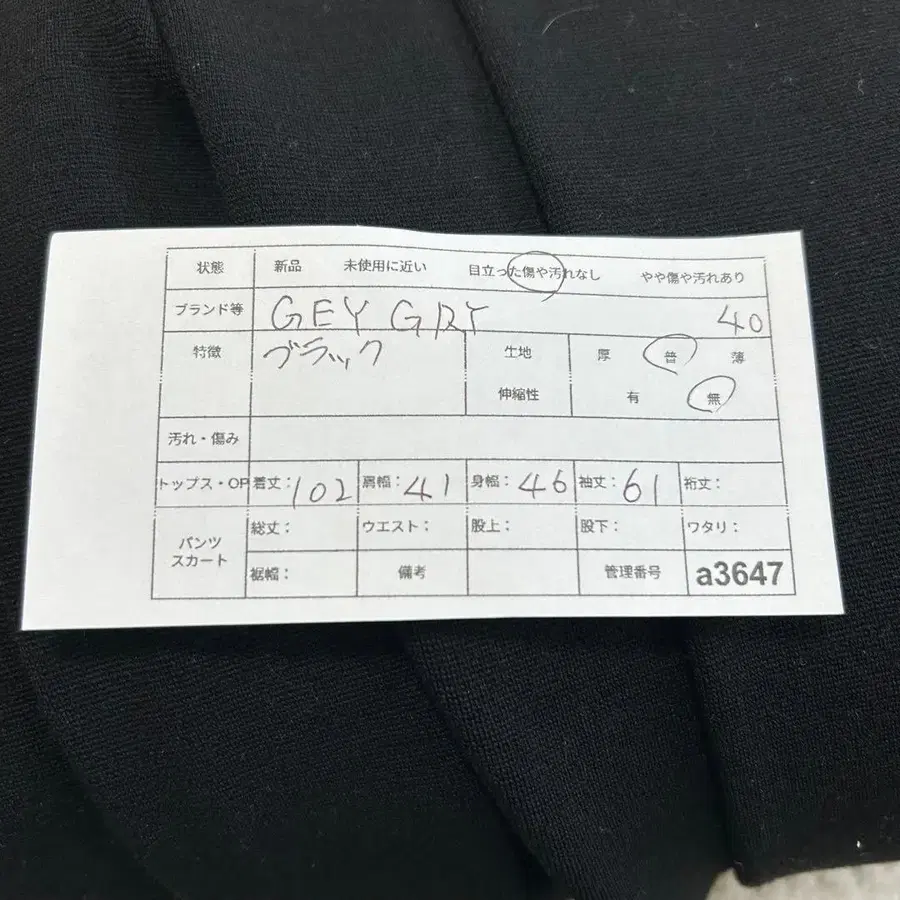 状態 新品 未使用に近い 目立った傷や汚れなし やや傷や汚れあり
ブランド等 GEY GRY 40
特徴 ブラック 生地 厚 普 薄
伸縮性 有 無
汚れ・傷み
トップス・OP 着丈:102 肩幅:41 身幅:46 袖丈:61 裄丈:
パンツ スカート 総丈: ウエスト: 股上: 股下: ワタリ:
裾幅: 備考 管理番号 a3647